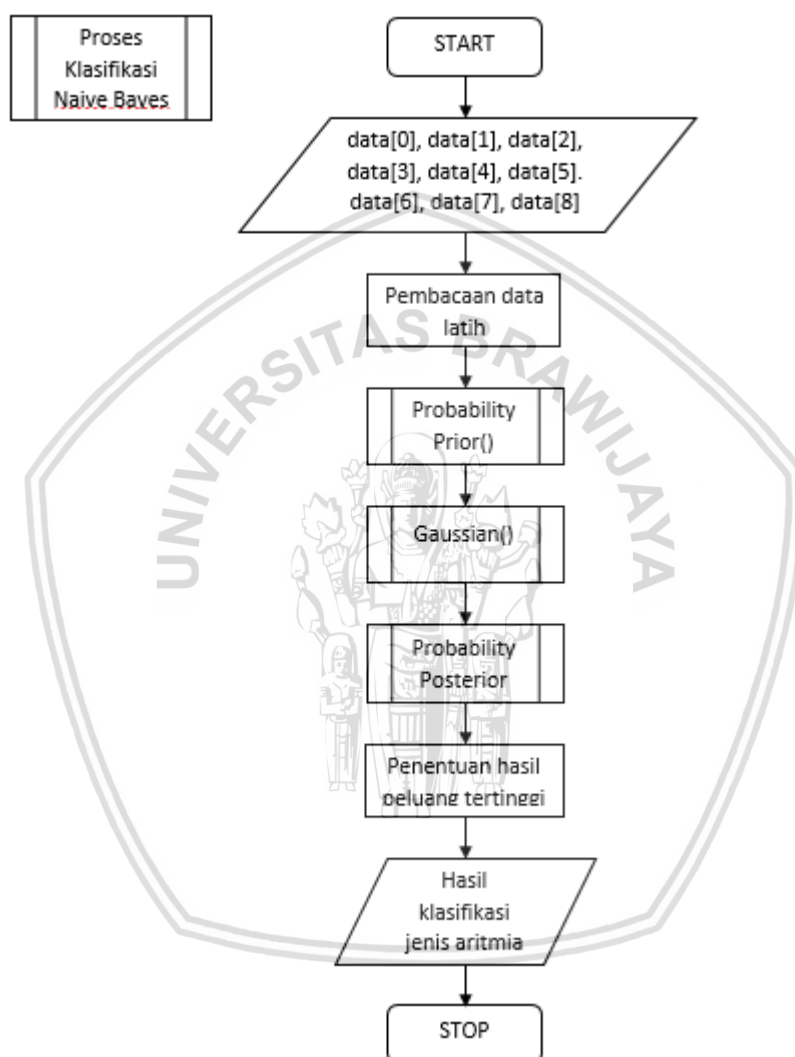 Proses
Klasifikasi
Naive Bayes
START
data[0], data[1], data[2],
data[3], data[4], data[5].
data[6], data[7], data[8]
Pembacaan data
latih
UNIVERSITAS BRAWIJAYA
Probability
Prior()
Gaussian()
Probability
Posterior
Penentuan hasil
peluang tertinggi
Hasil
klasifikasi
jenis aritmia
STOP